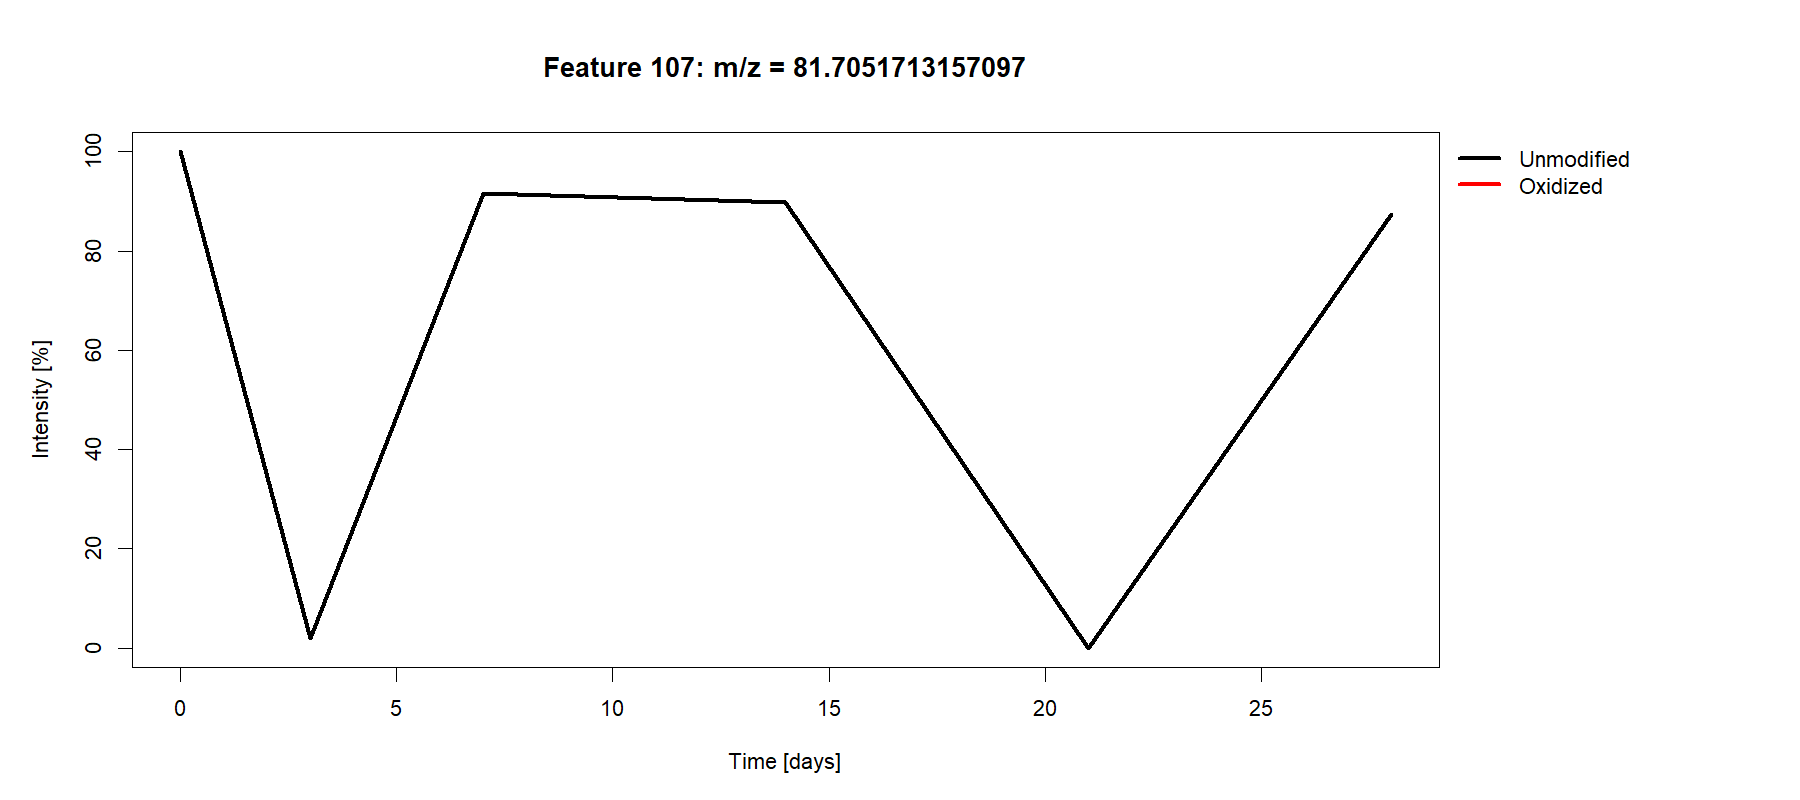 Feature 107: m/z = 81.7051713157097
Unmodified
Oxidized
Intensity [%]
100
80
60
40
20
0
0 5 10 15 20 25
Time [days]